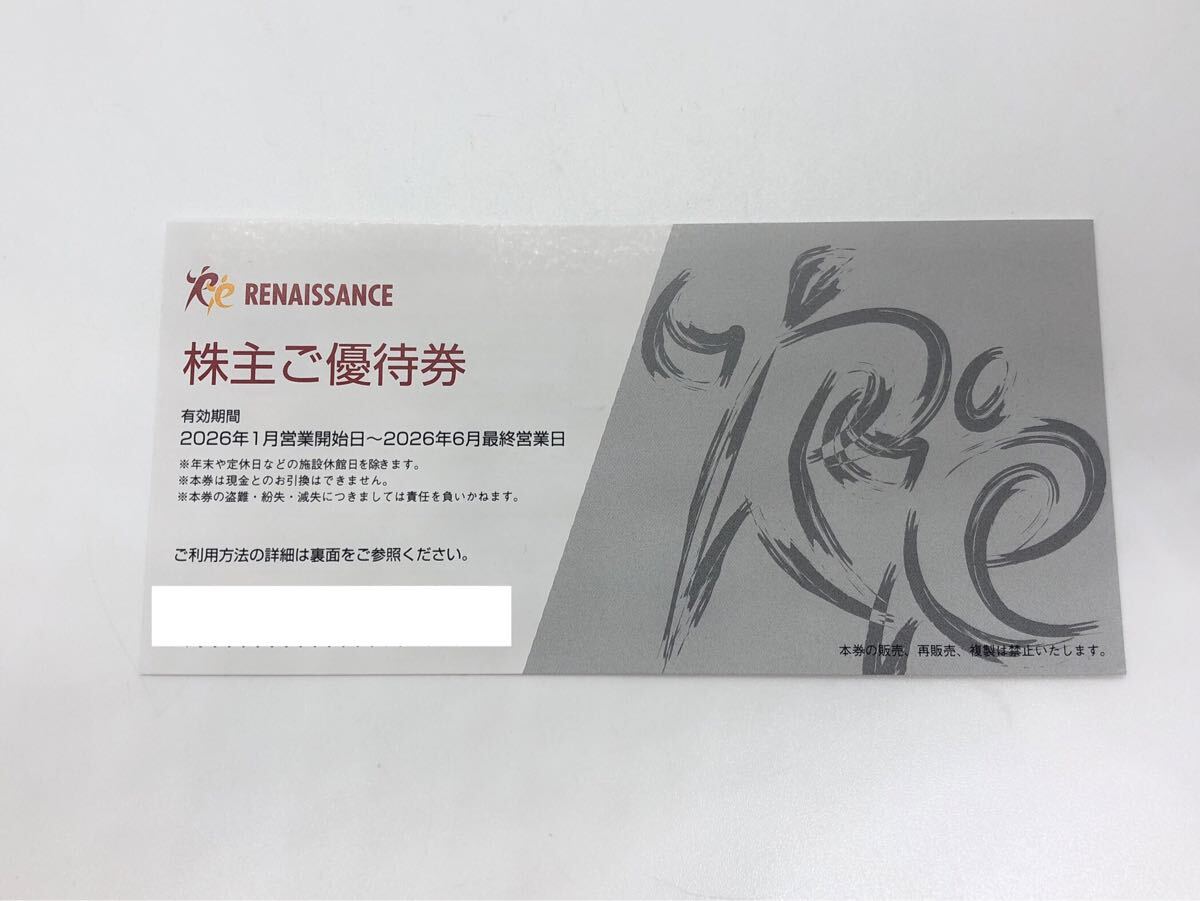 Re RENAISSANCE
株主ご優待券
有効期間
2026年1月営業開始日～2026年6月最終営業日
※年末や定休日などの施設休館日を除きます。
※本券は現金とのお引換はできません。
※本券の盗難・紛失・滅失につきましては責任を負いかねます。
ご利用方法の詳細は裏面をご参照ください。
Re
本券の販売、再販売、複製は禁止いたします。